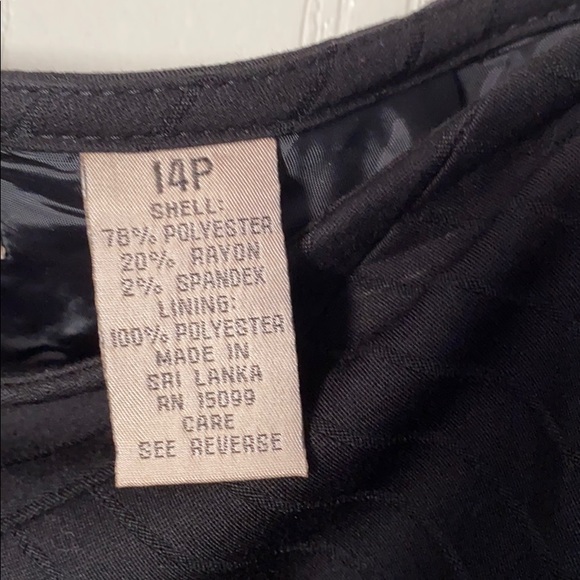 14P
SHELL:
78% POLYESTER
20% RAYON
2% SPANDEX
LINING:
100% POLYESTER
MADE IN
SRI LANKA
RN 15099
CARE
SEE REVERSE